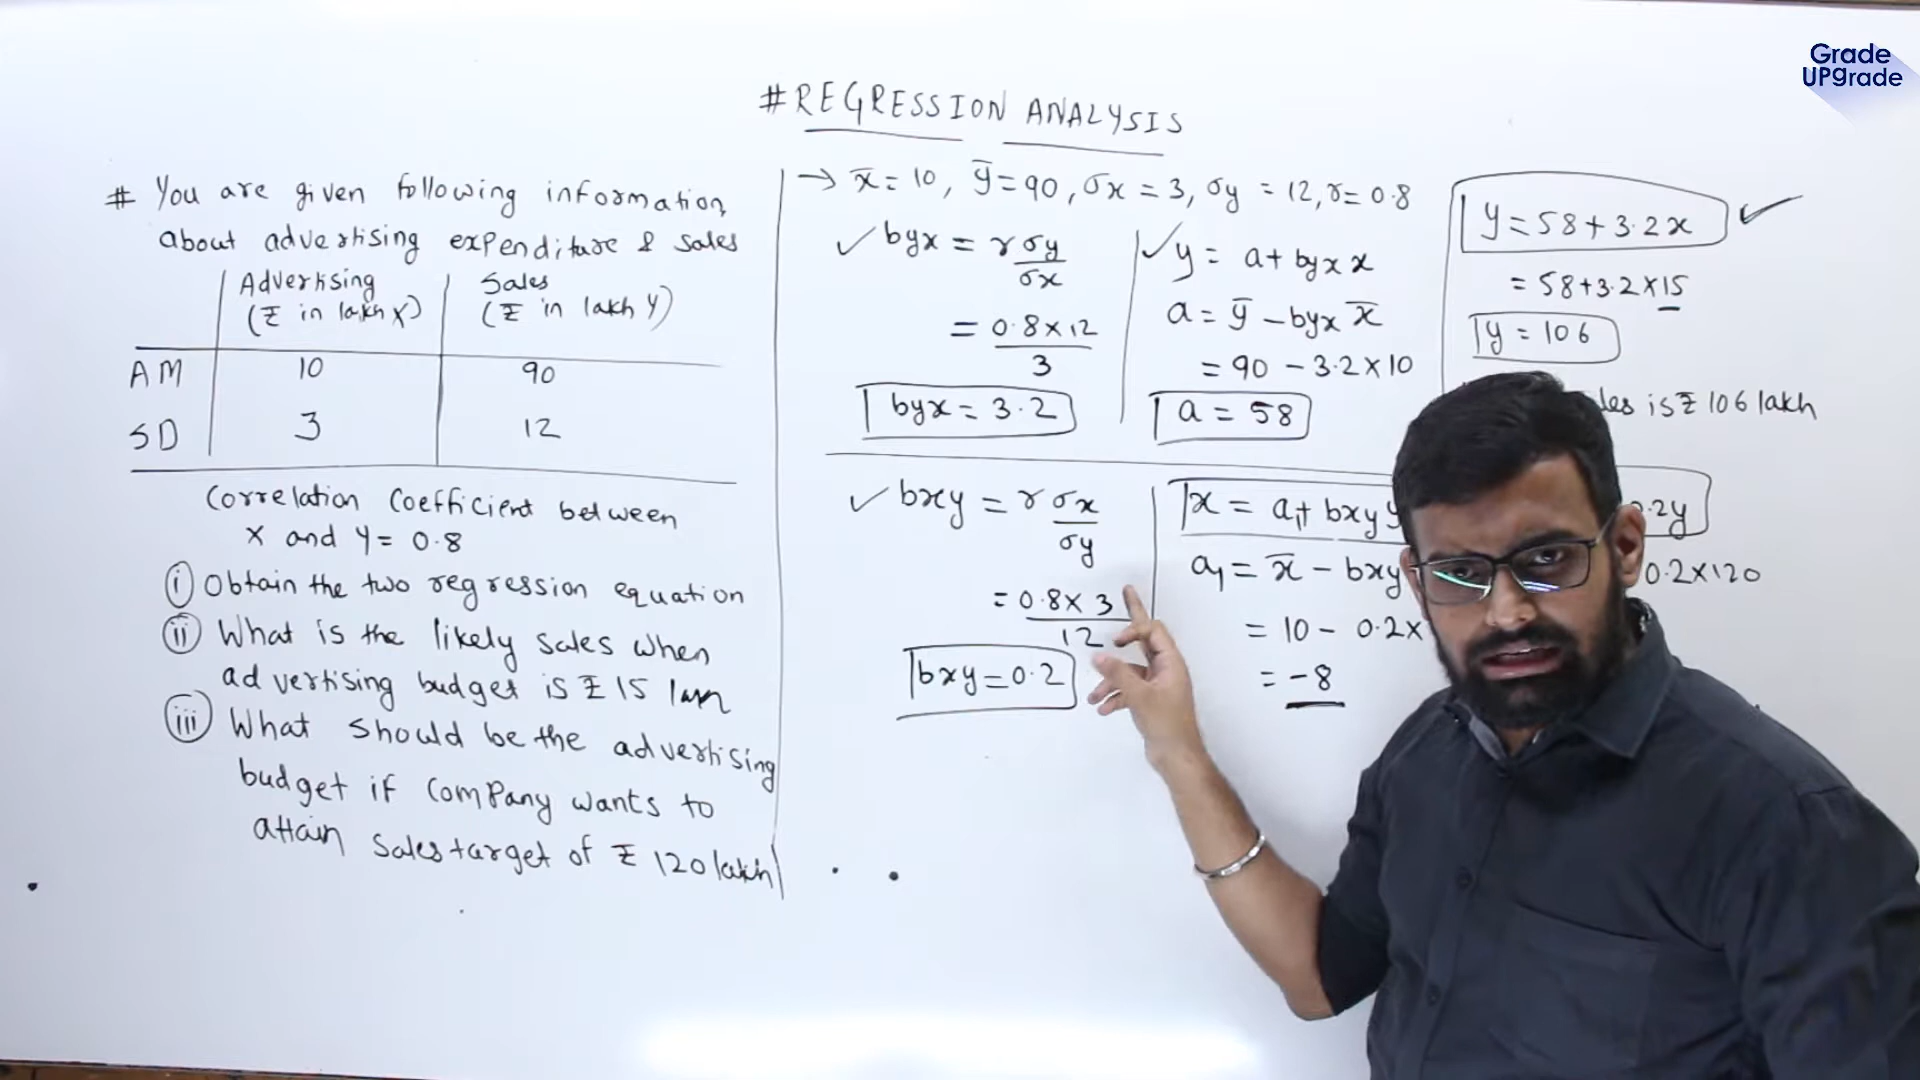 Grade
UPgrade
#REGRESSION ANALYSIS
# You are given following information
about advertising expenditure & sales
Advertising Sales
(₹ in lakh X) (₹ in lakh Y)
AM 10 90
SD 3 12
Correlation Coefficient between
X and Y = 0.8
(i) Obtain the two regression equation
(ii) What is the likely sales when
advertising budget is ₹ 15
(iii) What should be the advertising
budget if company wants to
attain sales target of ₹ 120 lakh
→ x̄ = 10, ȳ = 90, σx = 3, σy = 12, r = 0.8
✓ byx = r σy/σx
= 0.8 × 12 / 3
byx = 3.2
✓ y = a + byx x
a = ȳ - byx x̄
= 90 - 3.2 × 10
a = 58
y = 58 + 3.2x ✓
= 58 + 3.2 × 15
y = 106
is ₹ 106 lakh
✓ bxy = r σx/σy
= 0.8 × 3 / 12
bxy = 0.2
x = a₁ + bxy y
a₁ = x̄ - bxy
= 10 - 0.2 ×
= -8
0.2y
0.2 × 120